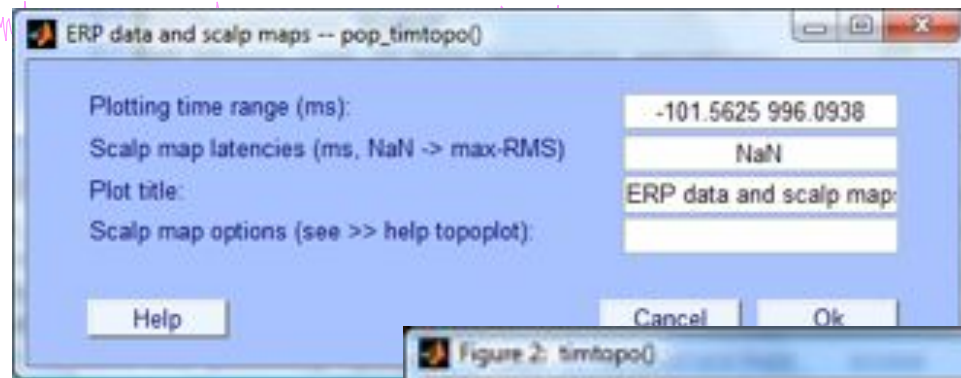 ERP data and scalp maps -- pop_timtopo()
Plotting time range (ms):
-101.5625 996.0938
Scalp map latencies (ms, NaN -> max-RMS)
NaN
Plot title:
ERP data and scalp map
Scalp map options (see >> help topoplot):
Help
Cancel
Ok
Figure 2: timtopo()